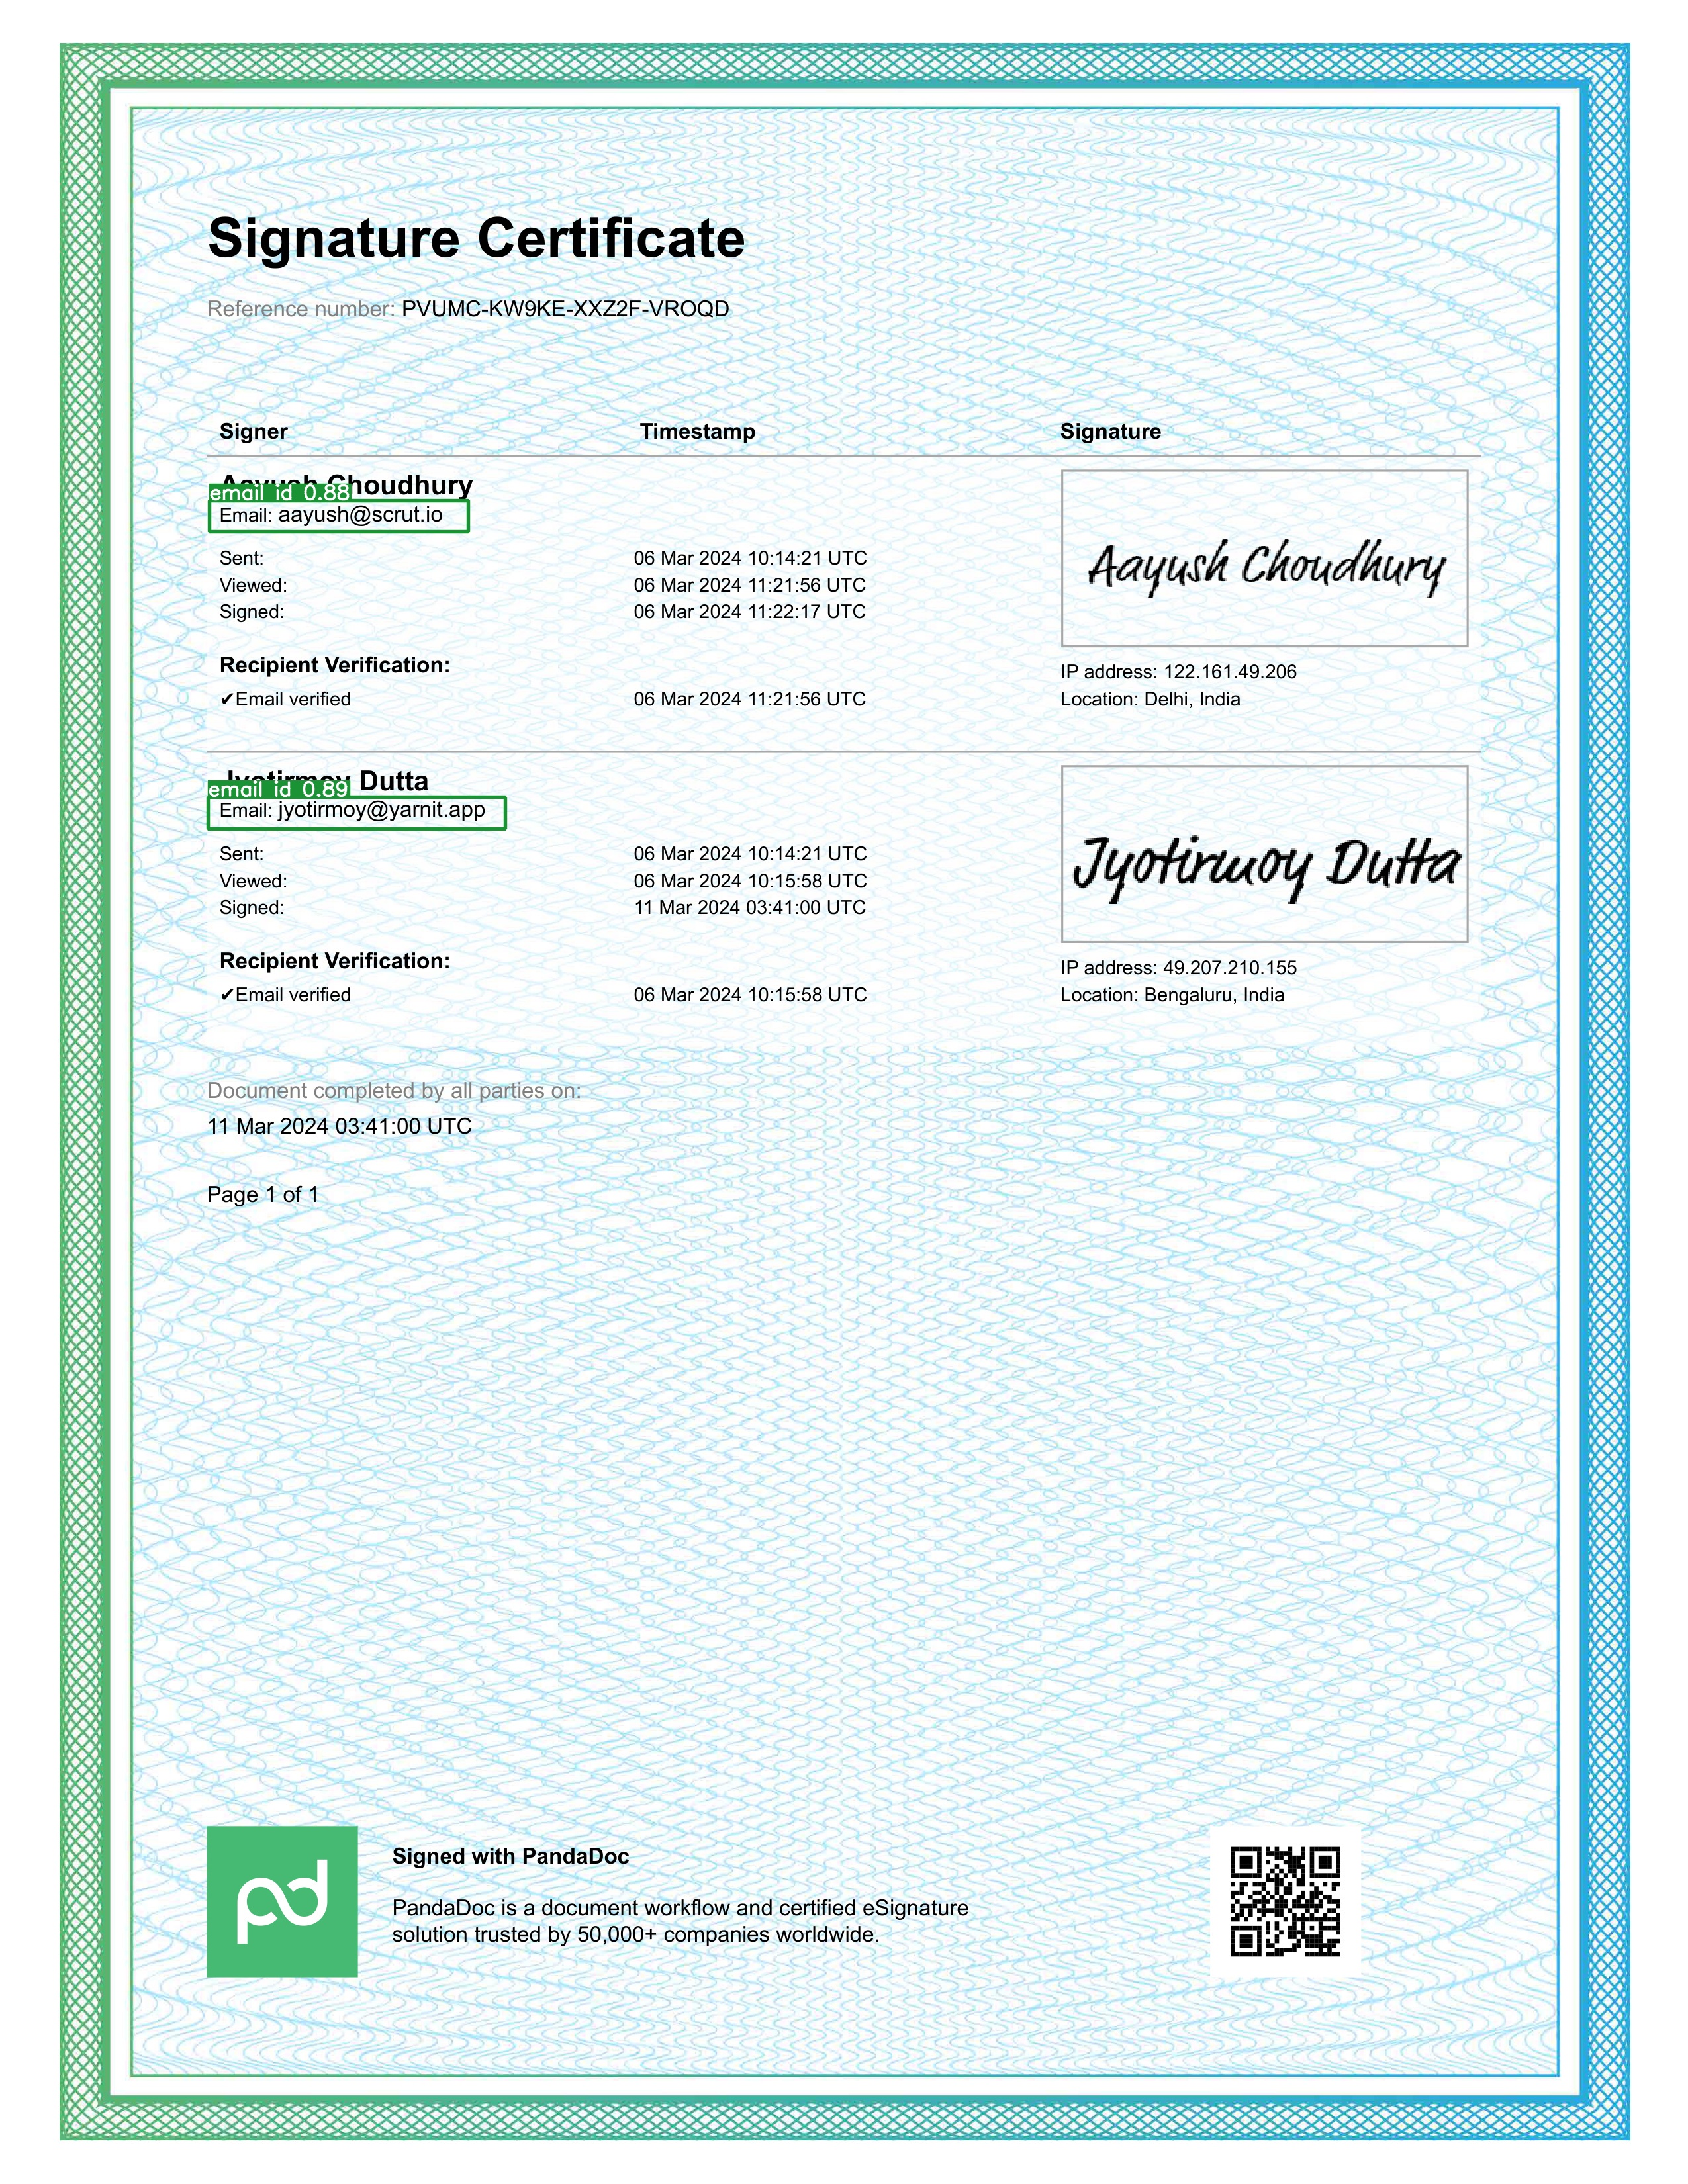 Signature Certificate
Reference number: PVUMC-KW9KE-XXZ2F-VROQD
Signer Timestamp Signature
Aayush Choudhury
email id 0.88
Email: aayush@scrut.io
Sent: 06 Mar 2024 10:14:21 UTC
Viewed: 06 Mar 2024 11:21:56 UTC
Signed: 06 Mar 2024 11:22:17 UTC
Aayush Choudhury
Recipient Verification:
IP address: 122.161.49.206
✔Email verified 06 Mar 2024 11:21:56 UTC
Location: Delhi, India
Jyotirmoy Dutta
email id 0.89
Email: jyotirmoy@yarnit.app
Sent: 06 Mar 2024 10:14:21 UTC
Viewed: 06 Mar 2024 10:15:58 UTC
Signed: 11 Mar 2024 03:41:00 UTC
Jyotirmoy Dutta
Recipient Verification:
IP address: 49.207.210.155
✔Email verified 06 Mar 2024 10:15:58 UTC
Location: Bengaluru, India
Document completed by all parties on:
11 Mar 2024 03:41:00 UTC
Page 1 of 1
pd
Signed with PandaDoc
PandaDoc is a document workflow and certified eSignature
solution trusted by 50,000+ companies worldwide.